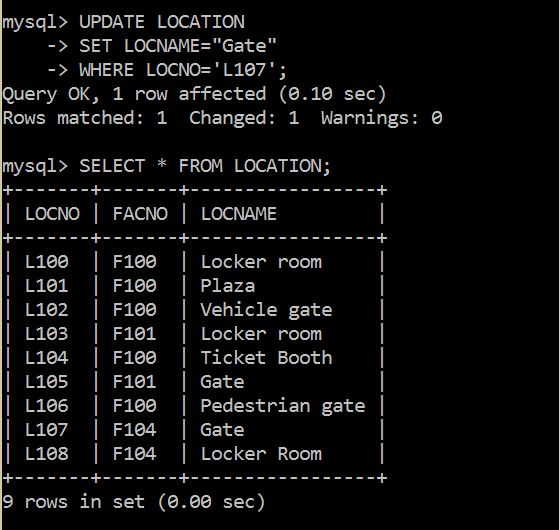 mysql> UPDATE LOCATION
    -> SET LOCNAME="Gate"
    -> WHERE LOCNO='L107';
Query OK, 1 row affected (0.10 sec)
Rows matched: 1  Changed: 1  Warnings: 0

mysql> SELECT * FROM LOCATION;
+-------+-------+-----------------+
| LOCNO | FACNO | LOCNAME         |
+-------+-------+-----------------+
| L100  | F100  | Locker room     |
| L101  | F100  | Plaza           |
| L102  | F100  | Vehicle gate    |
| L103  | F101  | Locker room     |
| L104  | F100  | Ticket Booth    |
| L105  | F101  | Gate            |
| L106  | F100  | Pedestrian gate |
| L107  | F104  | Gate            |
| L108  | F104  | Locker Room     |
+-------+-------+-----------------+
9 rows in set (0.00 sec)